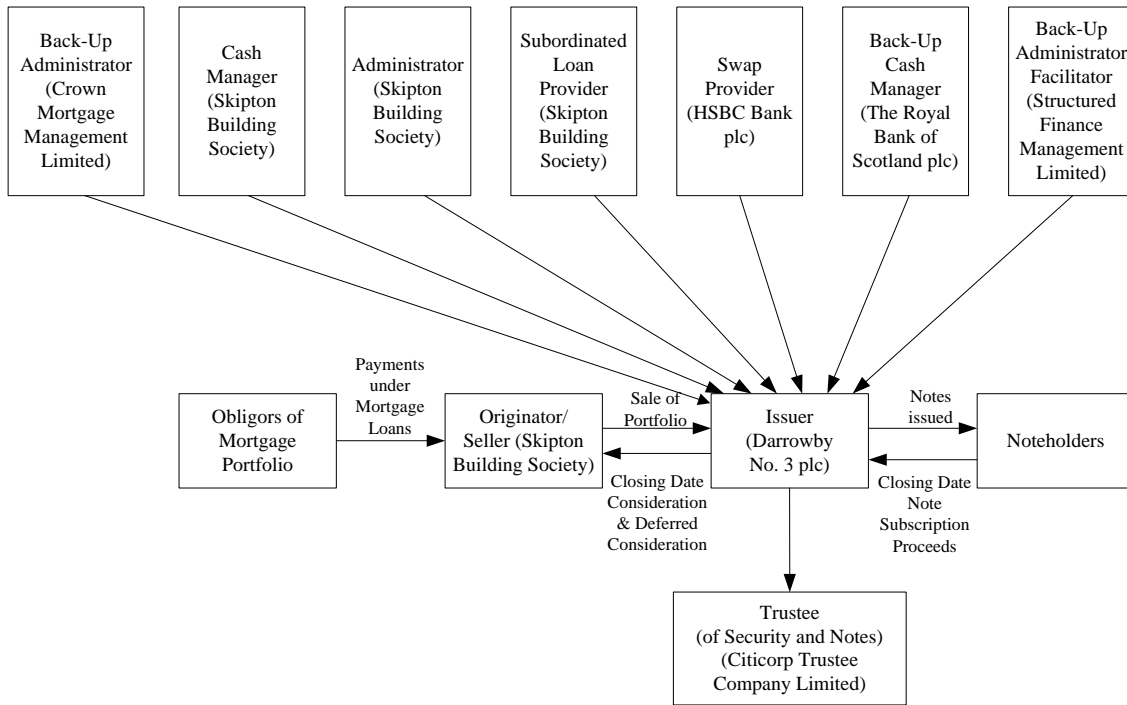 Back-Up
Administrator
(Crown
Mortgage
Management
Limited)
Cash
Manager
(Skipton
Building
Society)
Administrator
(Skipton
Building
Society)
Subordinated
Loan
Provider
(Skipton
Building
Society)
Swap
Provider
(HSBC Bank
plc)
Back-Up
Cash
Manager
(The Royal
Bank of
Scotland plc)
Back-Up
Administrator
Facilitator
(Structured
Finance
Management
Limited)
Obligors of
Mortgage
Portfolio
Payments
under
Mortgage
Loans
Originator/
Seller (Skipton
Building Society)
Sale of
Portfolio
Closing Date
Consideration
& Deferred
Consideration
Issuer
(Darrowby
No. 3 plc)
Notes
issued
Closing Date
Note
Subscription
Proceeds
Noteholders
Trustee
(of Security and Notes)
(Citicorp Trustee
Company Limited)